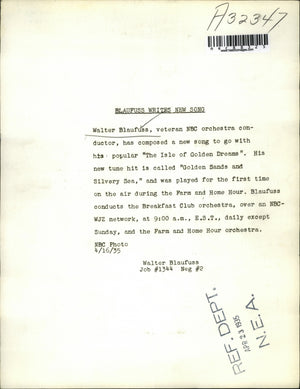 A32347
BLAUFUSS WRITES NEW SONG
Walter Blaufuss, veteran NBC orchestra con-
ductor, has composed a new song to go with
his popular "The Isle of Golden Dreams". His
new tune hit is called "Golden Sands and
Silvery Sea," and was played for the first time
on the air during the Farm and Home Hour. Blaufuss
conducts the Breakfast Club orchestra, over an NBC-
WJZ network, at 9:00 a.m., E.S.T., daily except
Sunday, and the Farm and Home Hour orchestra.
NBC Photo
4/16/35
Walter Blaufuss
Job #1344 Neg #2
REF. DEPT.
APR 23 1935
N.E.A.